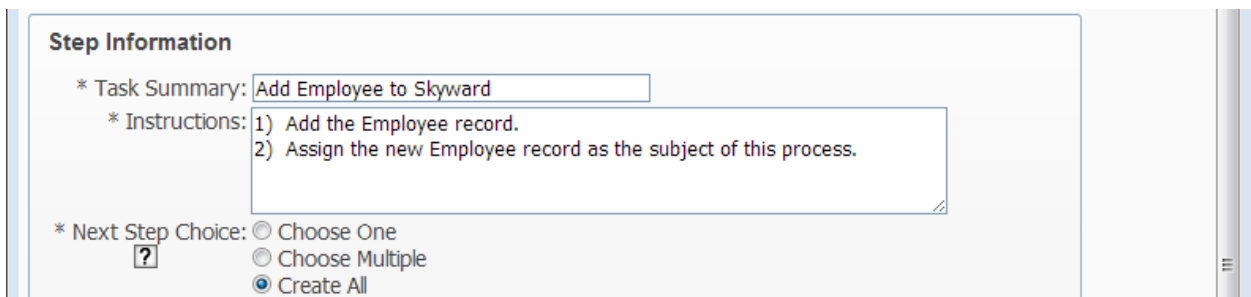 Step Information
* Task Summary: Add Employee to Skyward
* Instructions: 1) Add the Employee record.
2) Assign the new Employee record as the subject of this process.
* Next Step Choice: Choose One
? Choose Multiple
Create All